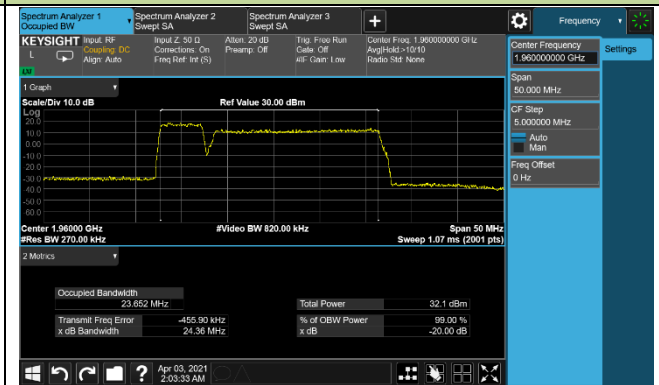 Spectrum Analyzer 1
Occupied BW
Spectrum Analyzer 2
Swept SA
Spectrum Analyzer 3
Swept SA
+
Frequency
KEYSIGHT
L
Input: RF
Coupling: DC
Align: Auto
Input Z: 50 Ω
Corrections: On
Freq Ref: Int (S)
Atten: 20 dB
Preamp: Off
Trig: Free Run
Gate: Off
#IF Gain: Low
Center Freq: 1.960000000 GHz
Avg|Hold:>10/10
Radio Std: None
Center Frequency
1.960000000 GHz
Settings
Span
50.000 MHz
CF Step
5.000000 MHz
Auto
Man
Freq Offset
0 Hz
1 Graph
Scale/Div 10.0 dB
Ref Value 30.00 dBm
Log
20.0
10.0
0.00
-10.0
-20.0
-30.0
-40.0
-50.0
-60.0
Center 1.96000 GHz
#Video BW 820.00 kHz
Span 50 MHz
#Res BW 270.00 kHz
Sweep 1.07 ms (2001 pts)
2 Metrics
Occupied Bandwidth
23.652 MHz
Total Power 32.1 dBm
Transmit Freq Error -455.90 kHz
% of OBW Power 99.00 %
x dB Bandwidth 24.36 MHz
x dB -20.00 dB
?
Apr 03, 2021
2:03:33 AM